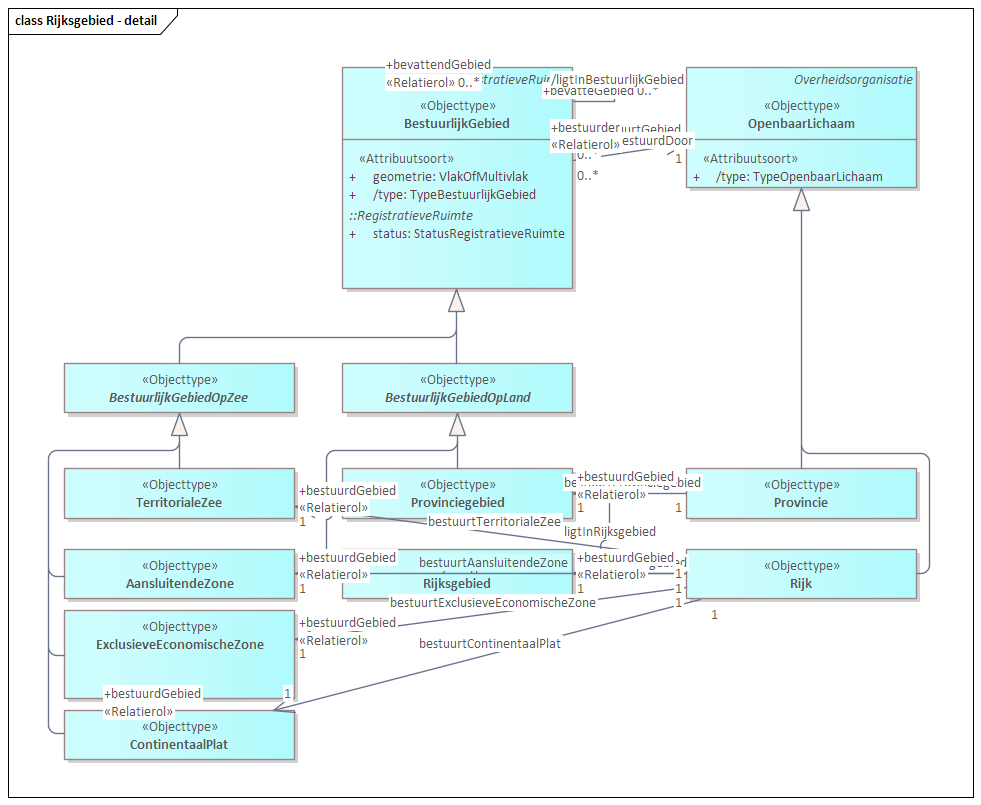 class Rijksgebied - detail
+bevattendGebied
«Relatierol» 0..*
/ligtInBestuurlijkGebied
+bevatteGebied 0..*
«Objecttype»
BestuurlijkGebied
«Attribuutsoort»
+ geometrie: VlakOfMultivlak
+ /type: TypeBestuurlijkGebied
::RegistratieveRuimte
+ status: StatusRegistratieveRuimte
Overheidsorganisatie
«Objecttype»
OpenbaarLichaam
«Attribuutsoort»
+ /type: TypeOpenbaarLichaam
«Relatierol»
1
0..*
0..*
«Objecttype»
BestuurlijkGebiedOpZee
«Objecttype»
BestuurlijkGebiedOpLand
«Objecttype»
TerritorialeZee
+bestuurdGebied
«Relatierol»
1
«Objecttype»
Provinciegebied
+bestuurdGebied
«Relatierol»
1
1
«Objecttype»
Provincie
bestuurtTerritorialeZee
ligtInRijksgebied
«Objecttype»
AansluitendeZone
+bestuurdGebied
«Relatierol»
1
bestuurtAansluitendeZone
Rijksgebied
+bestuurdGebied
«Relatierol»
1
1
1
1
1
«Objecttype»
Rijk
«Objecttype»
ExclusieveEconomischeZone
+bestuurdGebied
«Relatierol»
1
bestuurtExclusieveEconomischeZone
bestuurtContinentaalPlat
+bestuurdGebied
1
«Relatierol»
«Objecttype»
ContinentaalPlat